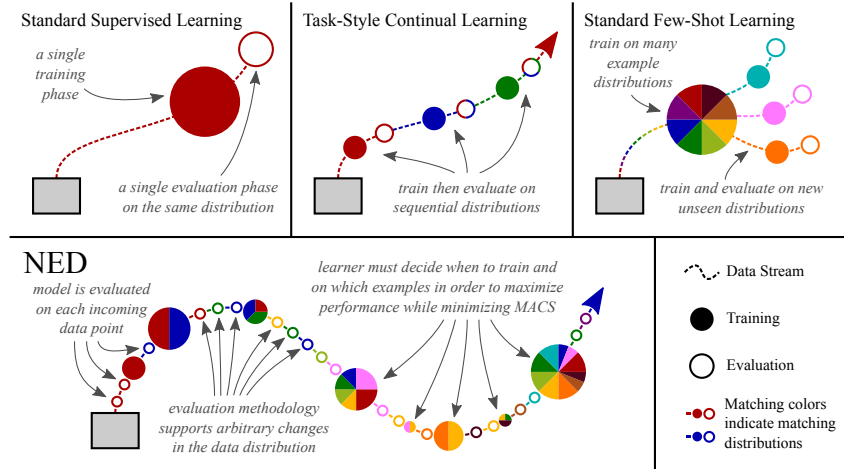 Standard Supervised Learning
a single
training
phase
a single evaluation phase
on the same distribution
Task-Style Continual Learning
train then evaluate on
sequential distributions
Standard Few-Shot Learning
train on many
example
distributions
train and evaluate on new
unseen distributions
NED
model is evaluated
on each incoming
data point
learner must decide when to train and
on which examples in order to maximize
performance while minimizing MACS
evaluation methodology
supports arbitrary changes
in the data distribution
Data Stream
Training
Evaluation
Matching colors
indicate matching
distributions